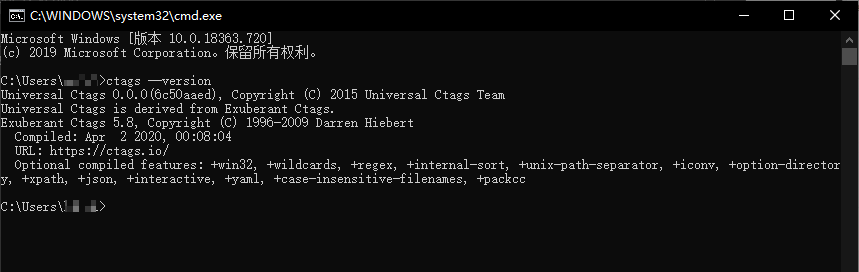 C:\WINDOWS\system32\cmd.exe
Microsoft Windows [版本 10.0.18363.720]
(c) 2019 Microsoft Corporation。保留所有权利。
C:\Users\>ctags --version
Universal Ctags 0.0.0(6c50aaed), Copyright (C) 2015 Universal Ctags Team
Universal Ctags is derived from Exuberant Ctags.
Exuberant Ctags 5.8, Copyright (C) 1996-2009 Darren Hiebert
Compiled: Apr  2 2020, 00:08:04
URL: https://ctags.io/
Optional compiled features: +win32, +wildcards, +regex, +internal-sort, +unix-path-separator, +iconv, +option-director
y, +xpath, +json, +interactive, +yaml, +case-insensitive-filenames, +packcc
C:\Users\>